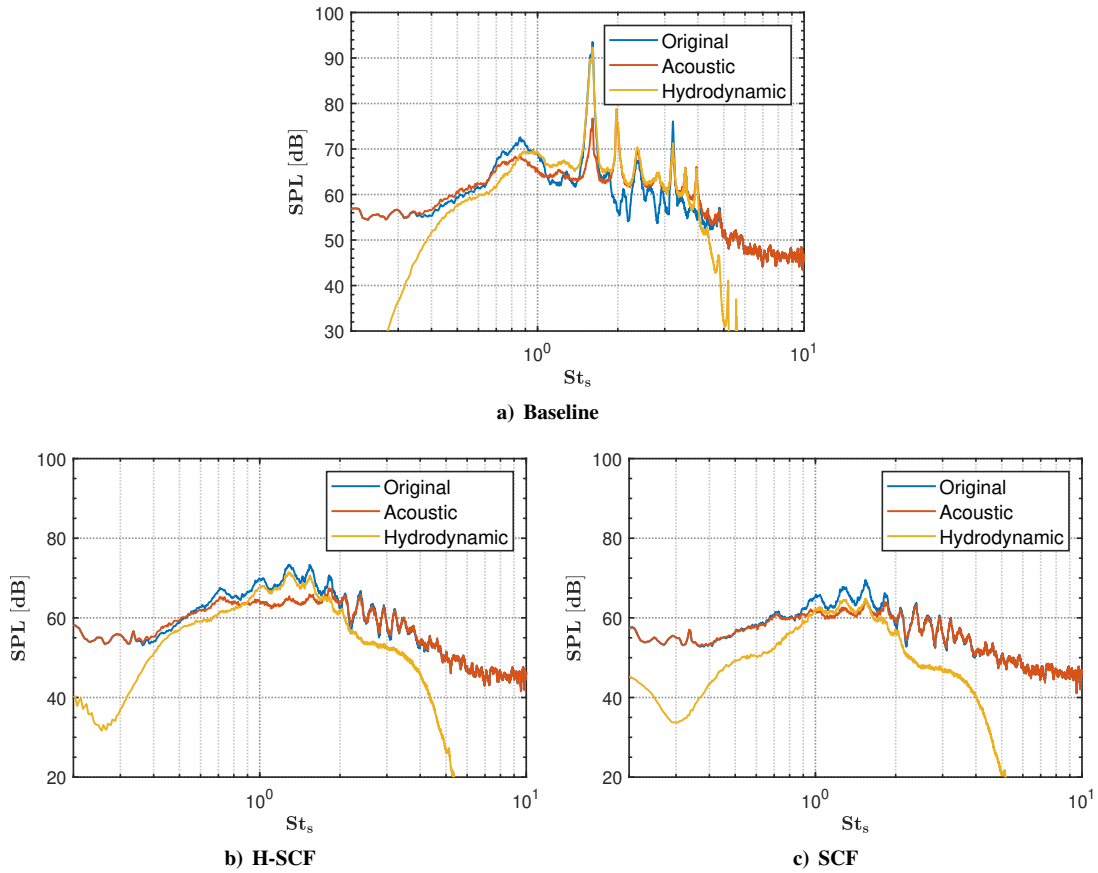 100
90
80
70
60
50
40
30
SPL [dB]
Original
Acoustic
Hydrodynamic
10^0
10^1
St_s
a) Baseline
100
80
60
40
20
SPL [dB]
Original
Acoustic
Hydrodynamic
10^0
10^1
St_s
b) H-SCF
100
80
60
40
20
SPL [dB]
Original
Acoustic
Hydrodynamic
10^0
10^1
St_s
c) SCF